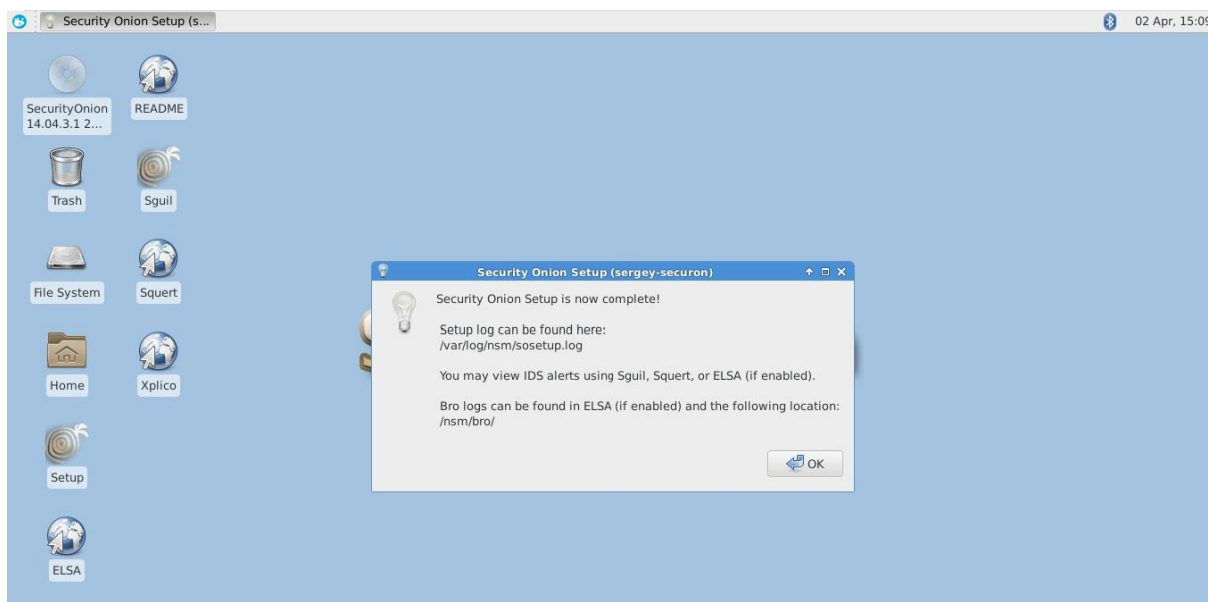 Security Onion Setup (s...
02 Apr, 15:09
SecurityOnion
14.04.3.1 2...
README
Trash
Sguil
File System
Squert
Home
Xplico
Setup
ELSA
Security Onion Setup (sergey-securon)
Security Onion Setup is now complete!
Setup log can be found here:
/var/log/nsm/sosetup.log
You may view IDS alerts using Sguil, Squert, or ELSA (if enabled).
Bro logs can be found in ELSA (if enabled) and the following location:
/nsm/bro/
OK